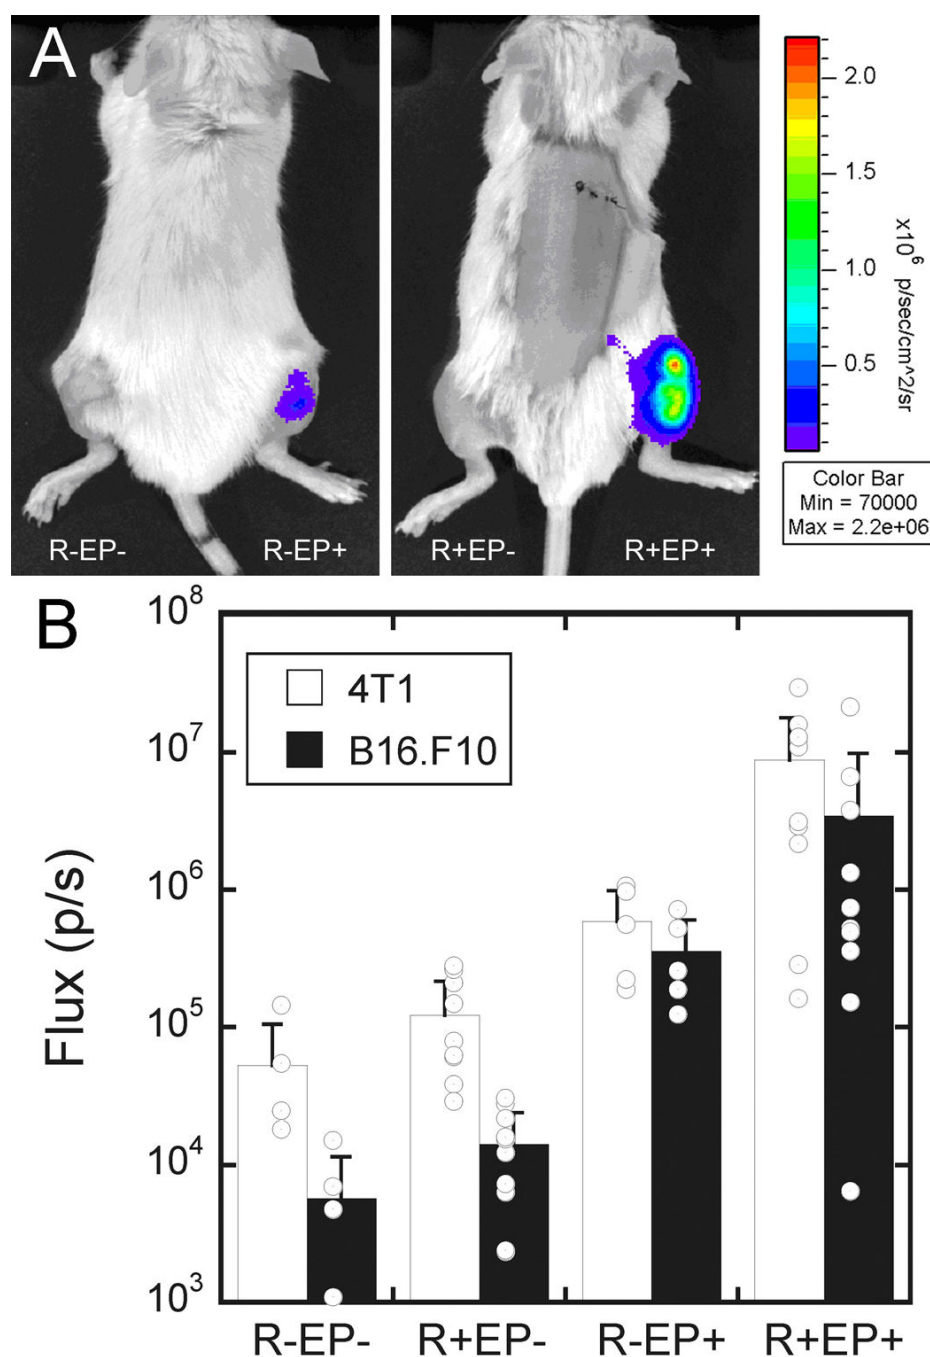 A
R-EP-
R-EP+
R+EP-
R+EP+
2.0
1.5
1.0
0.5
x10^6 p/sec/cm^2/sr
Color Bar
Min = 70000
Max = 2.2e+06
B
4T1
B16.F10
Flux (p/s)
10^8
10^7
10^6
10^5
10^4
10^3
R-EP-
R+EP-
R-EP+
R+EP+